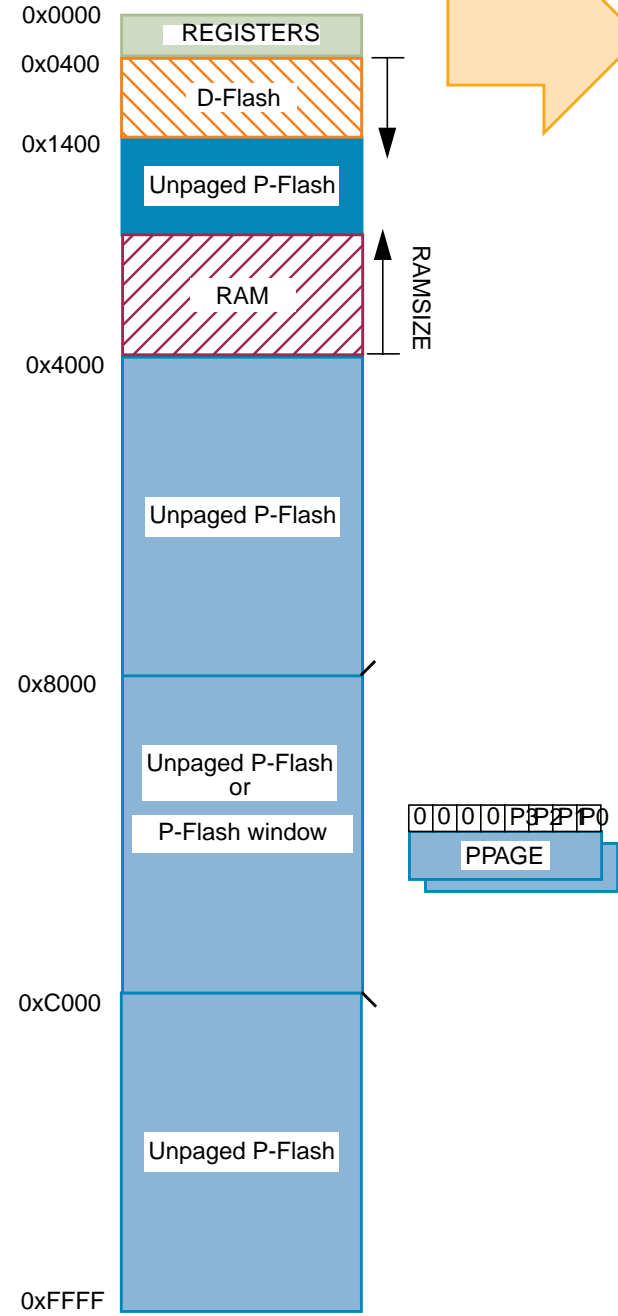 0x0000
REGISTERS
0x0400
D-Flash
0x1400
Unpaged P-Flash
RAM
RAMSIZE
0x4000
Unpaged P-Flash
0x8000
Unpaged P-Flash
or
P-Flash window
0 0 0 0 P3 P2 P1 P0
PPAGE
0xC000
Unpaged P-Flash
0xFFFF